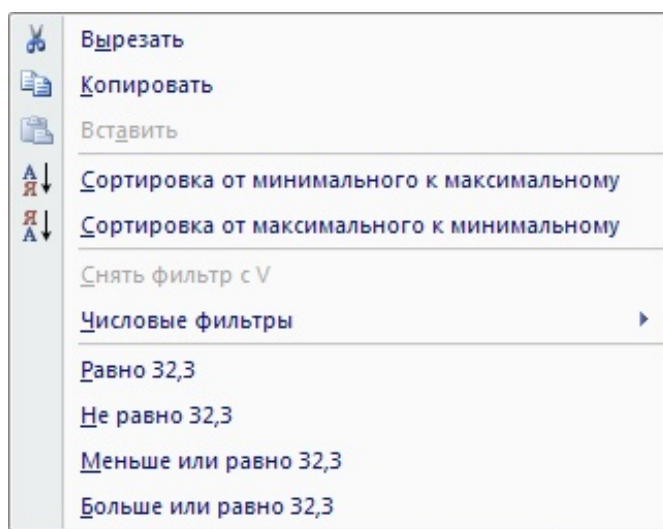 Вырезать
Копировать
Вставить
Сортировка от минимального к максимальному
Сортировка от максимального к минимальному
Снять фильтр с V
Числовые фильтры
Равно 32,3
Не равно 32,3
Меньше или равно 32,3
Больше или равно 32,3